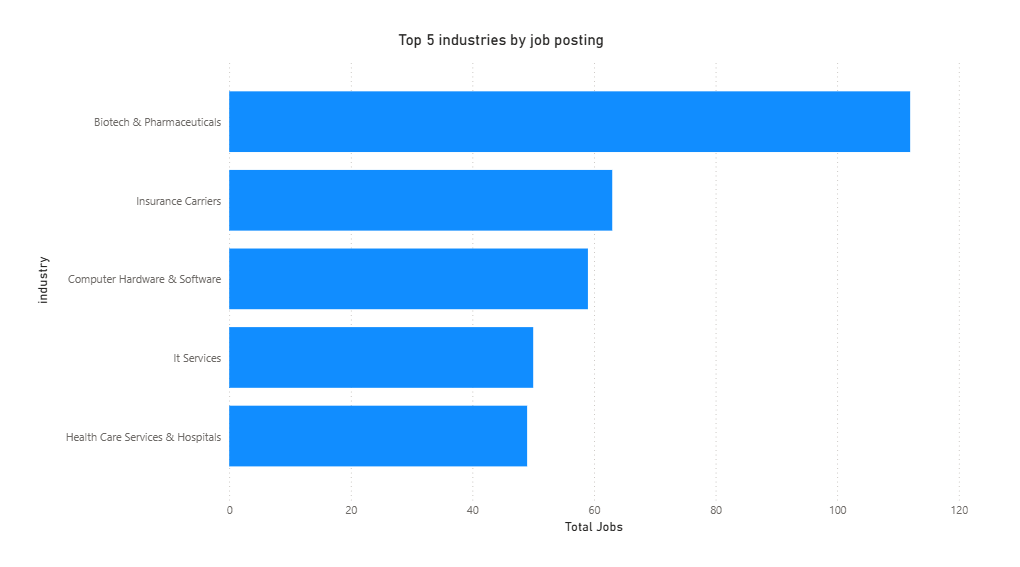 Top 5 industries by job posting
industry
Biotech & Pharmaceuticals
Insurance Carriers
Computer Hardware & Software
It Services
Health Care Services & Hospitals
0 20 40 60 80 100 120
Total Jobs